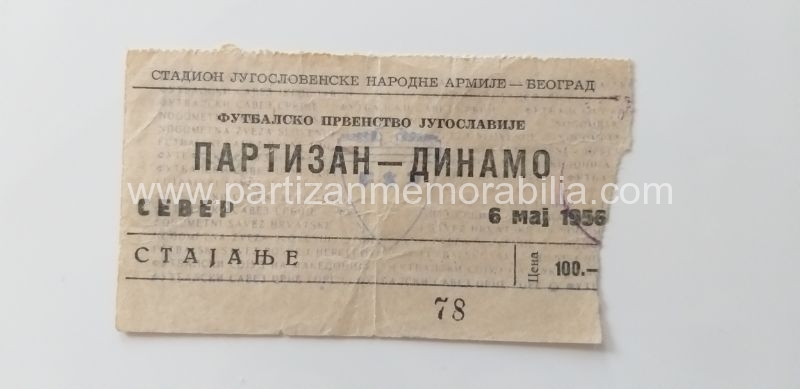 СТАДИОН ЈУГОСЛОВЕНСКЕ НАРОДНЕ АРМИЈЕ — БЕОГРАД
ФУТБАЛСКО ПРВЕНСТВО ЈУГОСЛАВИЈЕ
ПАРТИЗАН — ДИНАМО
www.partizanmemorabilia.com
СЕВЕР 6 мај 1956
СТАЈАЊЕ Цена 100.—
78